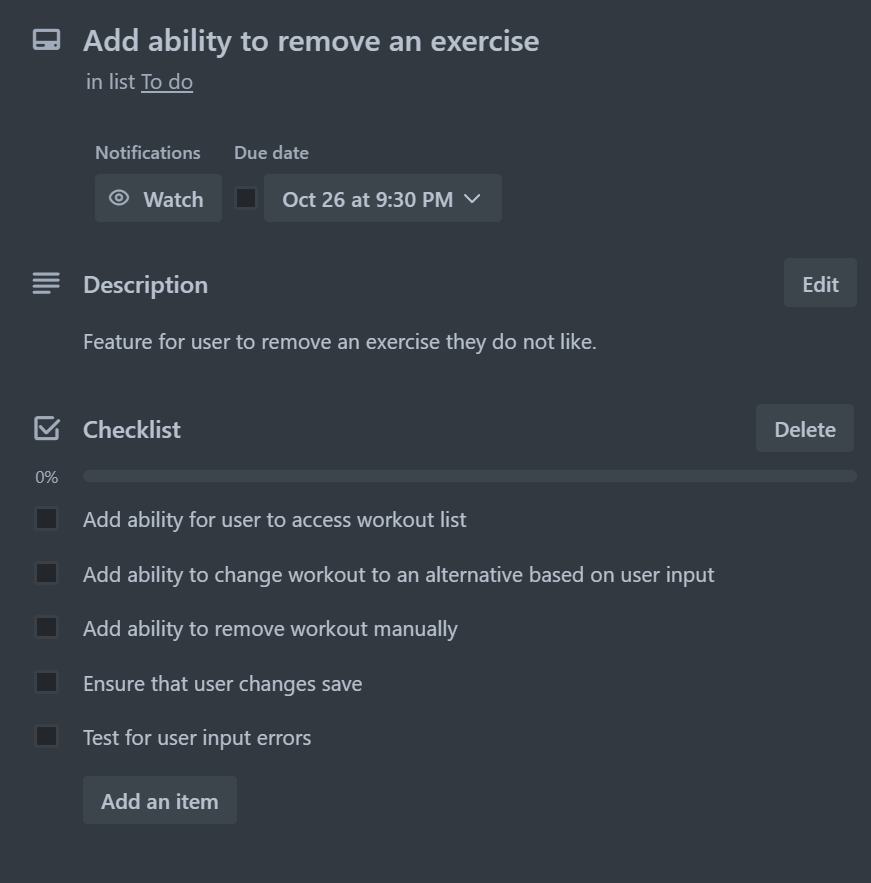 Add ability to remove an exercise
in list To do
Notifications Due date
Watch Oct 26 at 9:30 PM
Description Edit
Feature for user to remove an exercise they do not like.
Checklist Delete
0%
Add ability for user to access workout list
Add ability to change workout to an alternative based on user input
Add ability to remove workout manually
Ensure that user changes save
Test for user input errors
Add an item